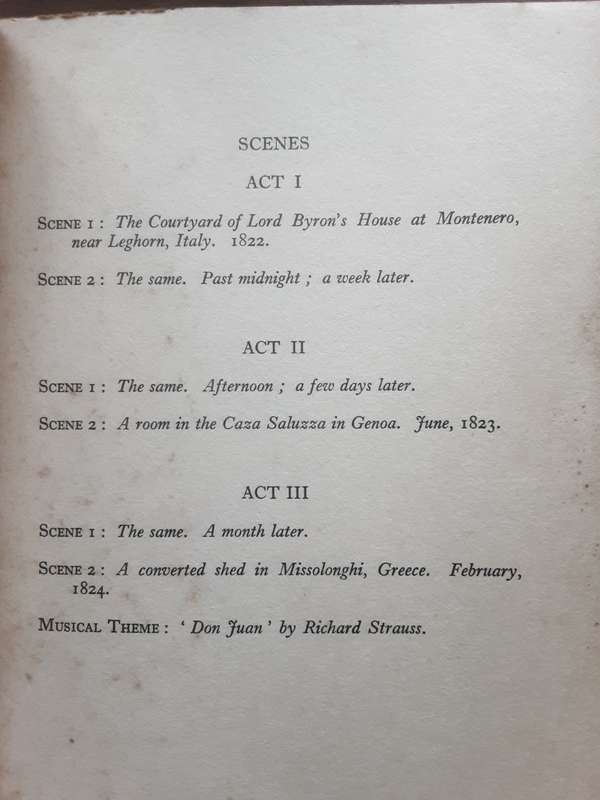 SCENES
ACT I
SCENE 1 : The Courtyard of Lord Byron's House at Montenero,
near Leghorn, Italy. 1822.
SCENE 2 : The same. Past midnight ; a week later.
ACT II
SCENE 1 : The same. Afternoon ; a few days later.
SCENE 2 : A room in the Caza Saluzza in Genoa. June, 1823.
ACT III
SCENE 1 : The same. A month later.
SCENE 2 : A converted shed in Missolonghi, Greece. February,
1824.
MUSICAL THEME : ‘ Don Juan ’ by Richard Strauss.